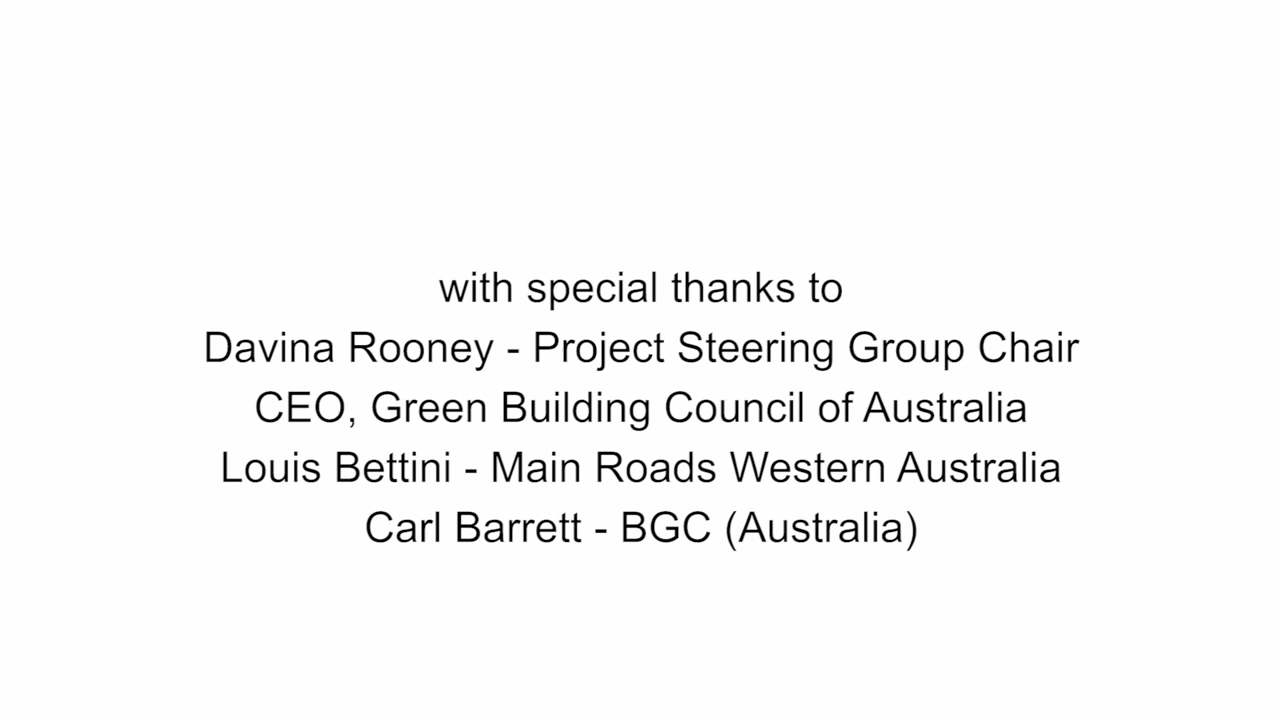 with special thanks to
Davina Rooney - Project Steering Group Chair
CEO, Green Building Council of Australia
Louis Bettini - Main Roads Western Australia
Carl Barrett - BGC (Australia)